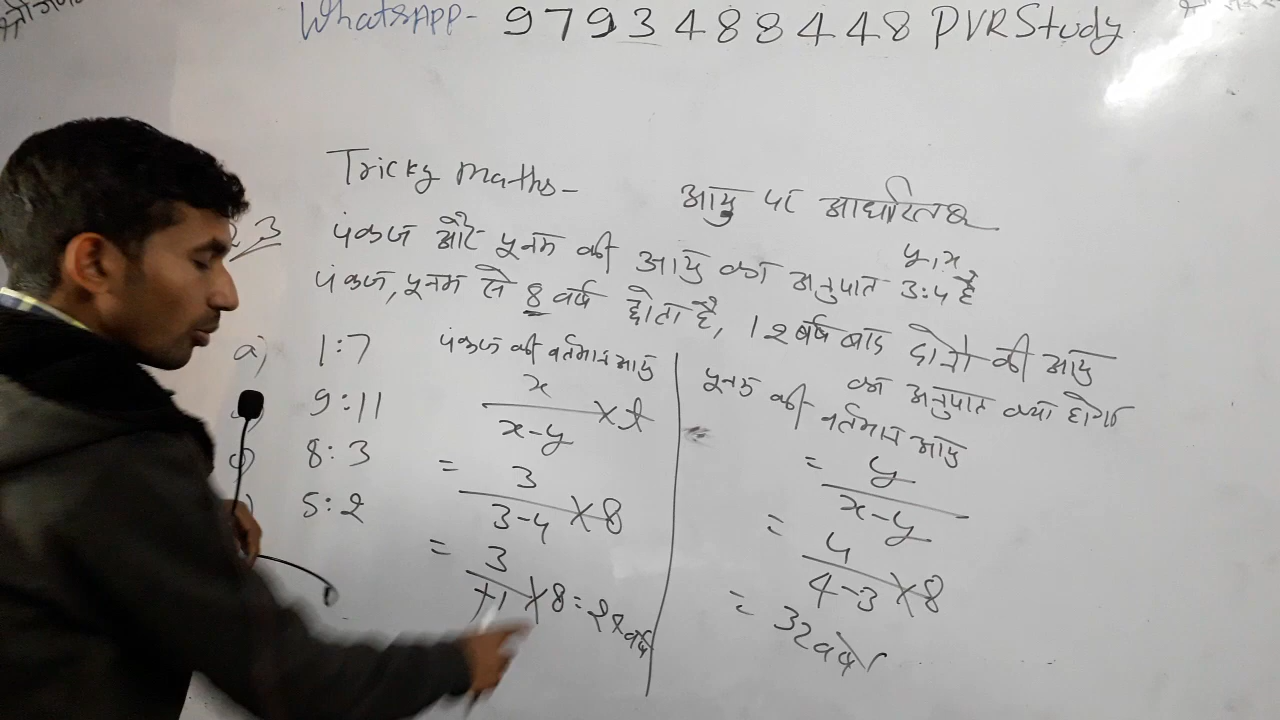 WhatsApp- 9793488448 PVRStudy
Tricky maths-
आयु पर आधारित
3
पंकज और पूनम की आयु का अनुपात 3:4 है
y, x
पंकज, पूनम से 8 वर्ष छोटा है, 12 वर्ष बाद दोनो की आयु
का अनुपात क्या होगा
a) 1:7
9:11
c) 8:3
5:2
पंकज की वर्तमान आयु
x
x-y
= 3
3-4 × 8
= 3
+1 × 8 = 24 वर्ष
पूनम की वर्तमान आयु
= y
x-y
= 4
4-3 × 8
= 32 वर्ष